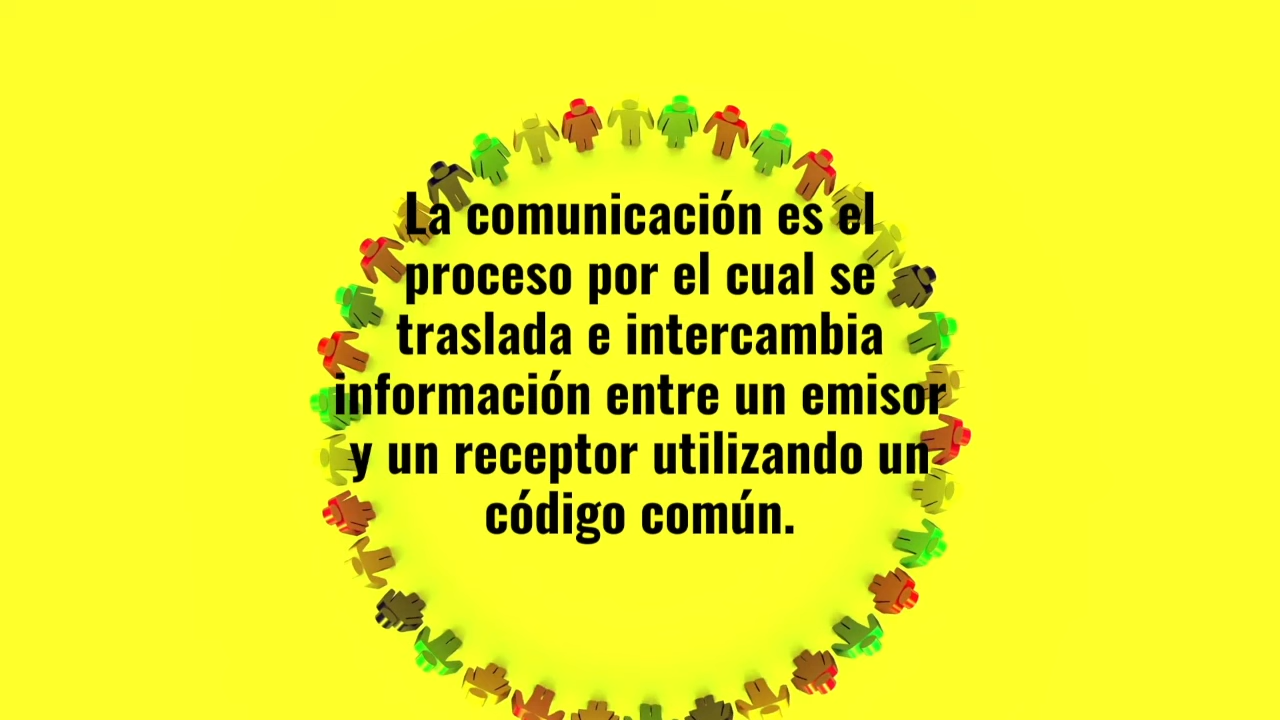 La comunicación es el
proceso por el cual se
traslada e intercambia
información entre un emisor
y un receptor utilizando un
código común.